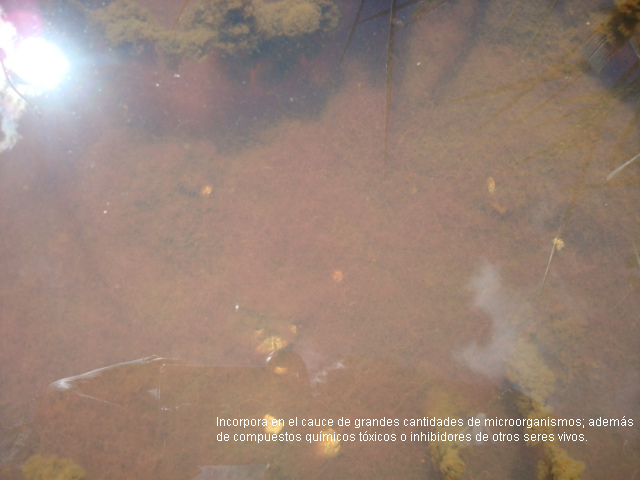 Incorpora en el cauce de grandes cantidades de microorganismos; además
de compuestos químicos tóxicos o inhibidores de otros seres vivos.